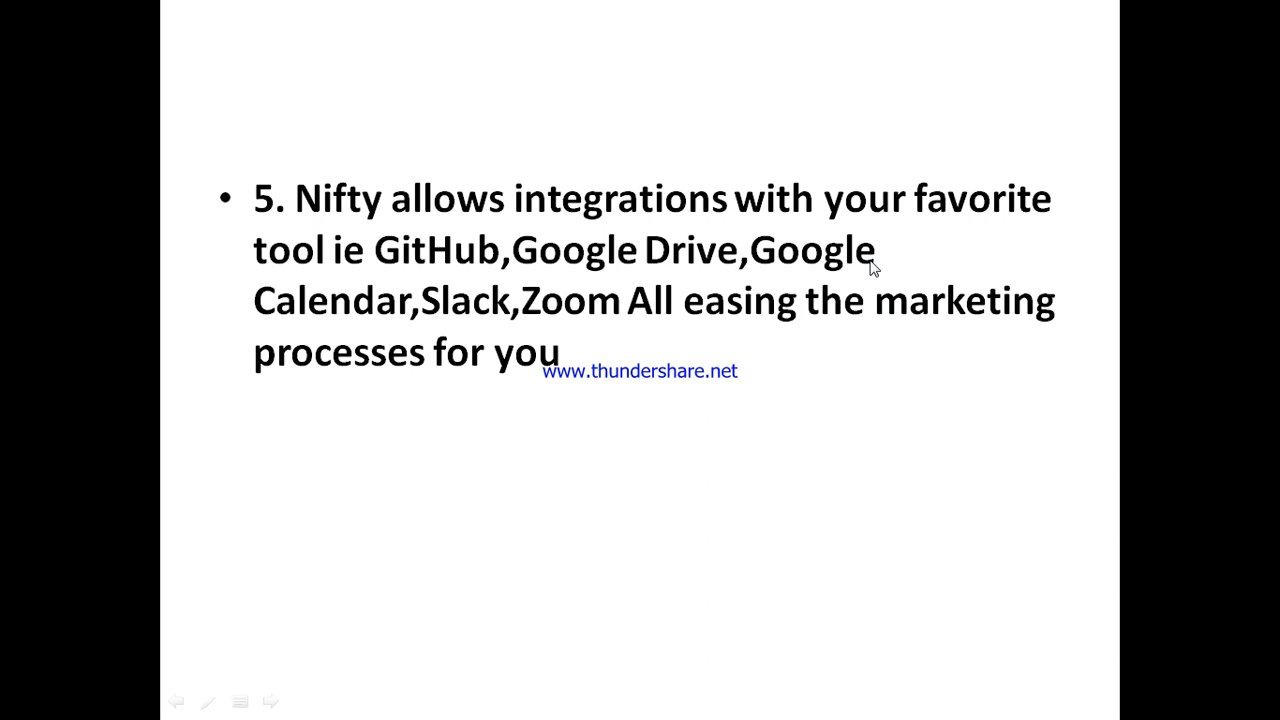 • 5. Nifty allows integrations with your favorite
tool ie GitHub,Google Drive,Google
Calendar,Slack,Zoom All easing the marketing
processes for you
www.thundershare.net